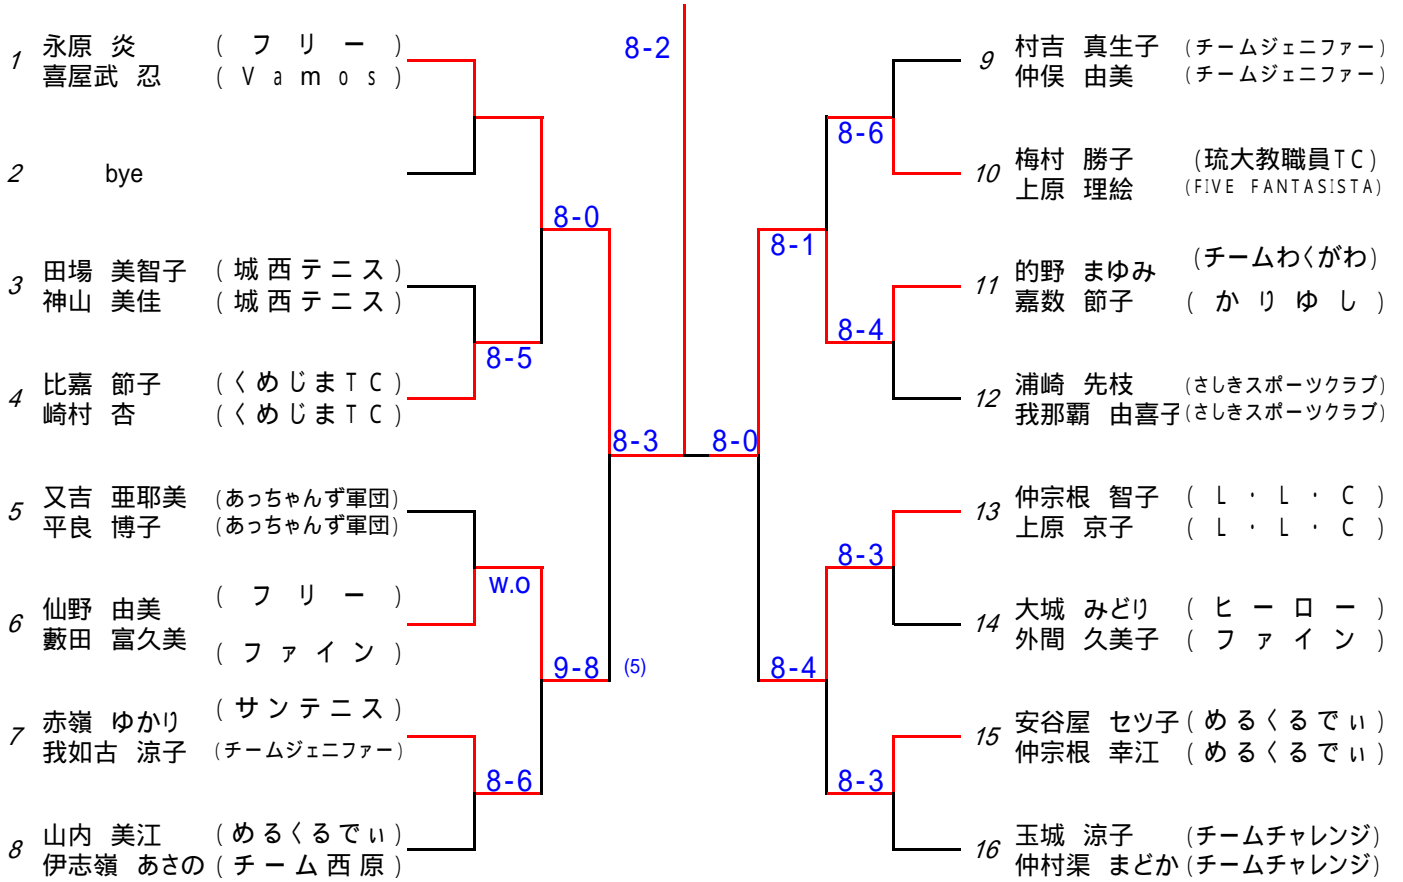 8-2
1 永原 炎 (フリー)
喜屋武 忍 (Vamos)
2 bye
8-0
3 田場 美智子 (城西テニス)
神山 美佳 (城西テニス)
8-5
4 比嘉 節子 (くめじまTC)
崎村 杏 (くめじまTC)
8-3
5 又吉 亜耶美 (あっちゃんず軍団)
平良 博子 (あっちゃんず軍団)
w.o
6 仙野 由美 (フリー)
藪田 富久美 (ファイン)
9-8 (5)
7 赤嶺 ゆかり (サンテニス)
我如古 涼子 (チームジェニファー)
8-6
8 山内 美江 (めるくるでぃ)
伊志嶺 あさの (チーム西原)
9 村吉 真生子 (チームジェニファー)
仲俣 由美 (チームジェニファー)
8-6
10 梅村 勝子 (琉大教職員TC)
上原 理絵 (FIVE FANTASISTA)
8-1
11 的野 まゆみ (チームわくがわ)
嘉数 節子 (かりゆし)
8-4
12 浦崎 先枝 (さしきスポーツクラブ)
我那覇 由喜子 (さしきスポーツクラブ)
8-0
13 仲宗根 智子 (L・L・C)
上原 京子 (L・L・C)
8-3
14 大城 みどり (ヒーロー)
外間 久美子 (ファイン)
8-4
15 安谷屋 セツ子 (めるくるでぃ)
仲宗根 幸江 (めるくるでぃ)
8-3
16 玉城 涼子 (チームチャレンジ)
仲村渠 まどか (チームチャレンジ)